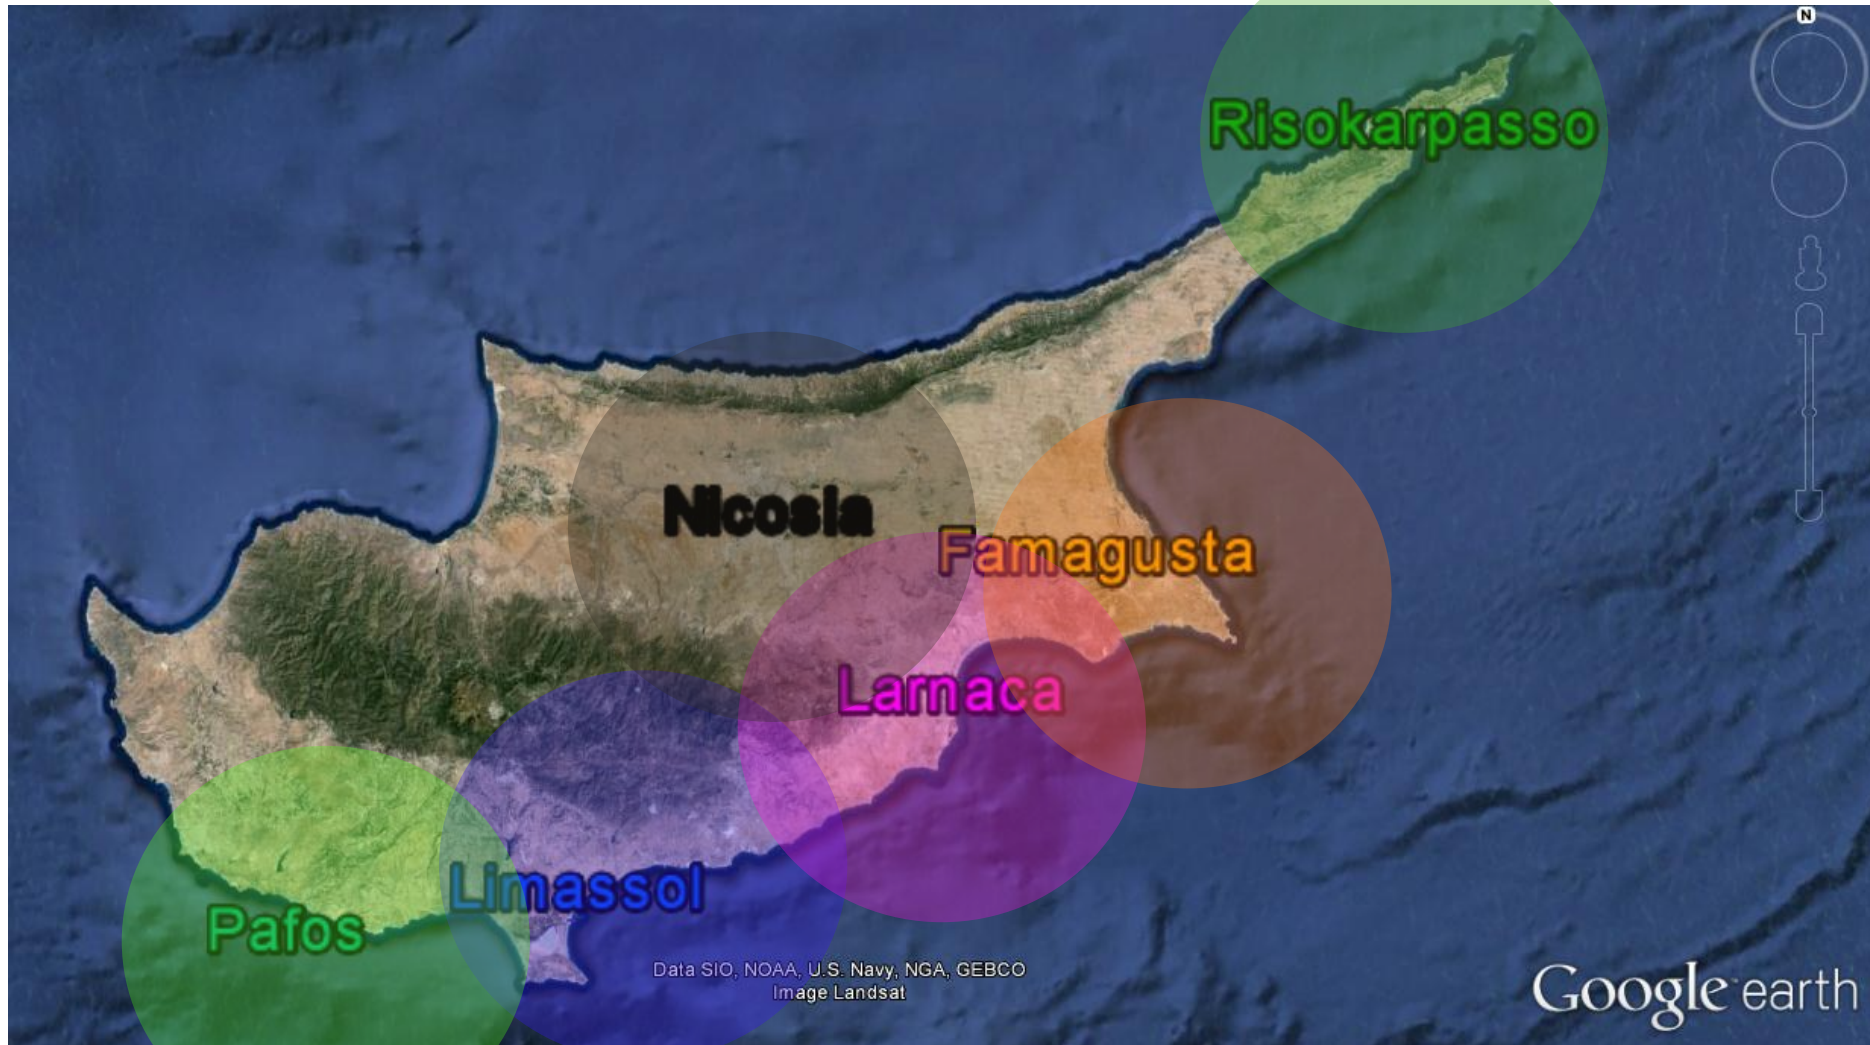 N
Risokarpasso
Nicosia
Famagusta
Larnaca
Limassol
Pafos
Data SIO, NOAA, U.S. Navy, NGA, GEBCO
Image Landsat
Google earth